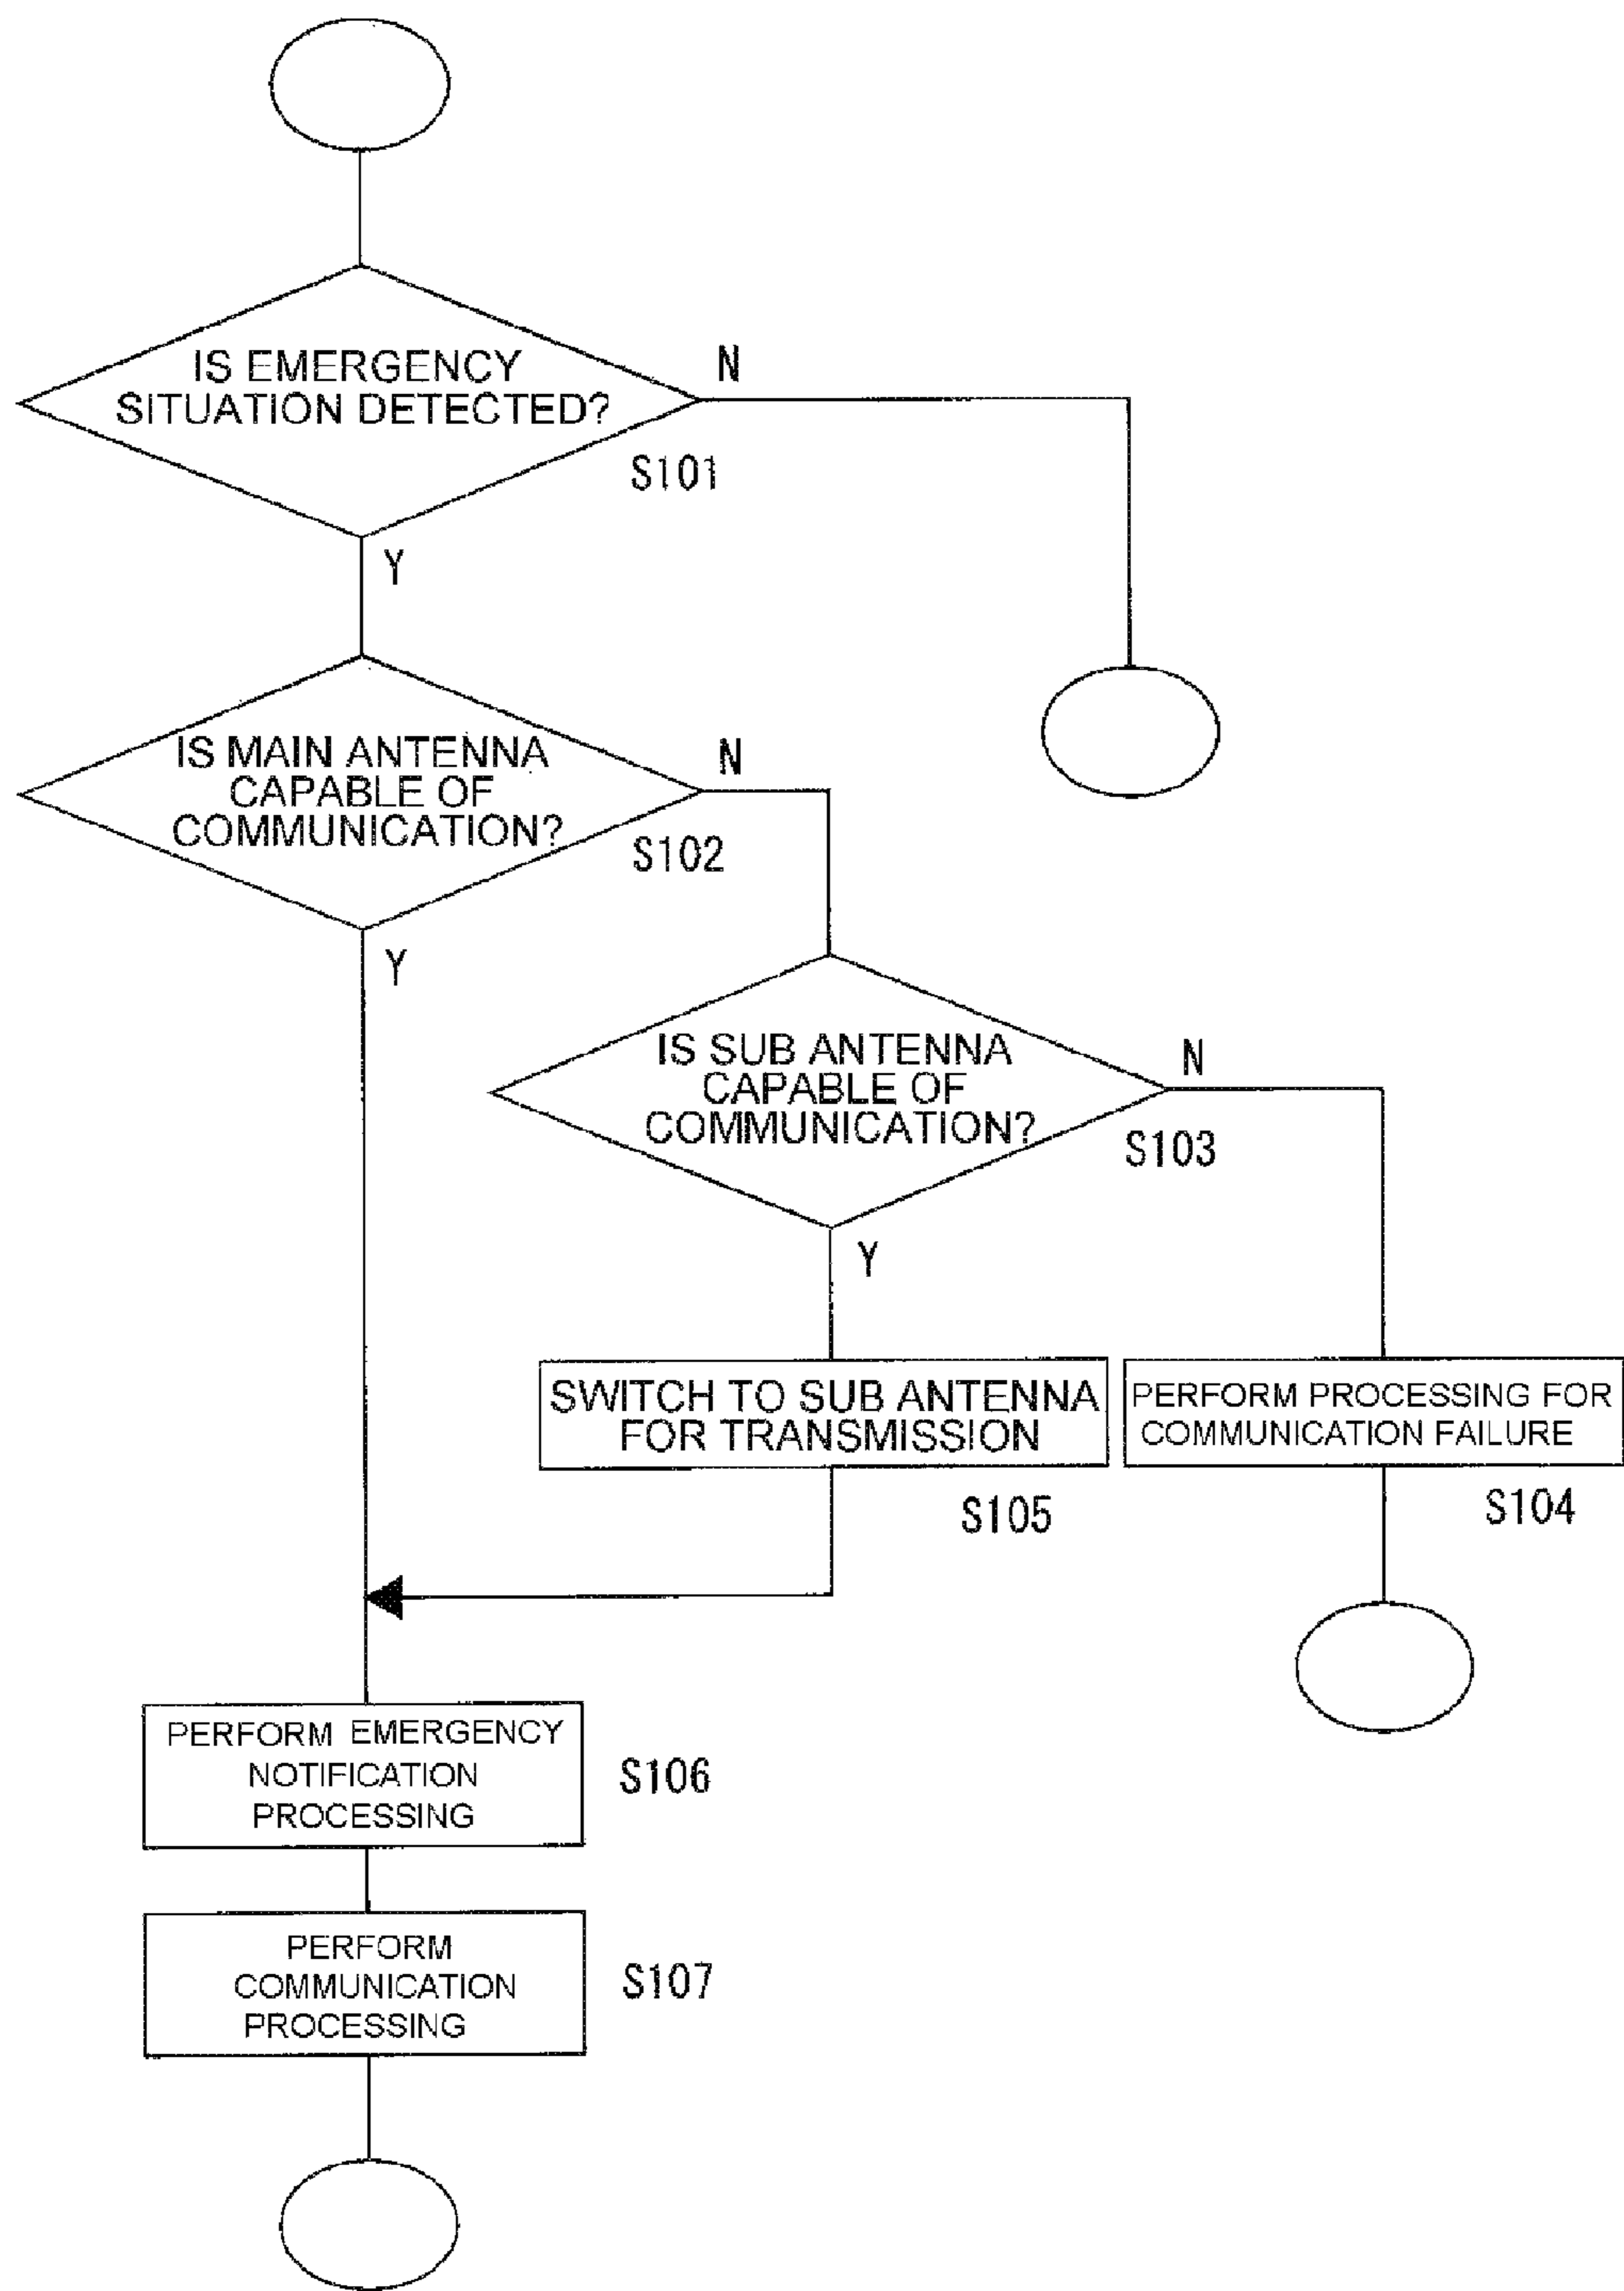 IS EMERGENCY
SITUATION DETECTED?
N
S101
Y
IS MAIN ANTENNA
CAPABLE OF
COMMUNICATION?
N
S102
Y
IS SUB ANTENNA
CAPABLE OF
COMMUNICATION?
N
S103
Y
SWITCH TO SUB ANTENNA
FOR TRANSMISSION
S105
PERFORM PROCESSING FOR
COMMUNICATION FAILURE
S104
PERFORM EMERGENCY
NOTIFICATION
PROCESSING
S106
PERFORM
COMMUNICATION
PROCESSING
S107